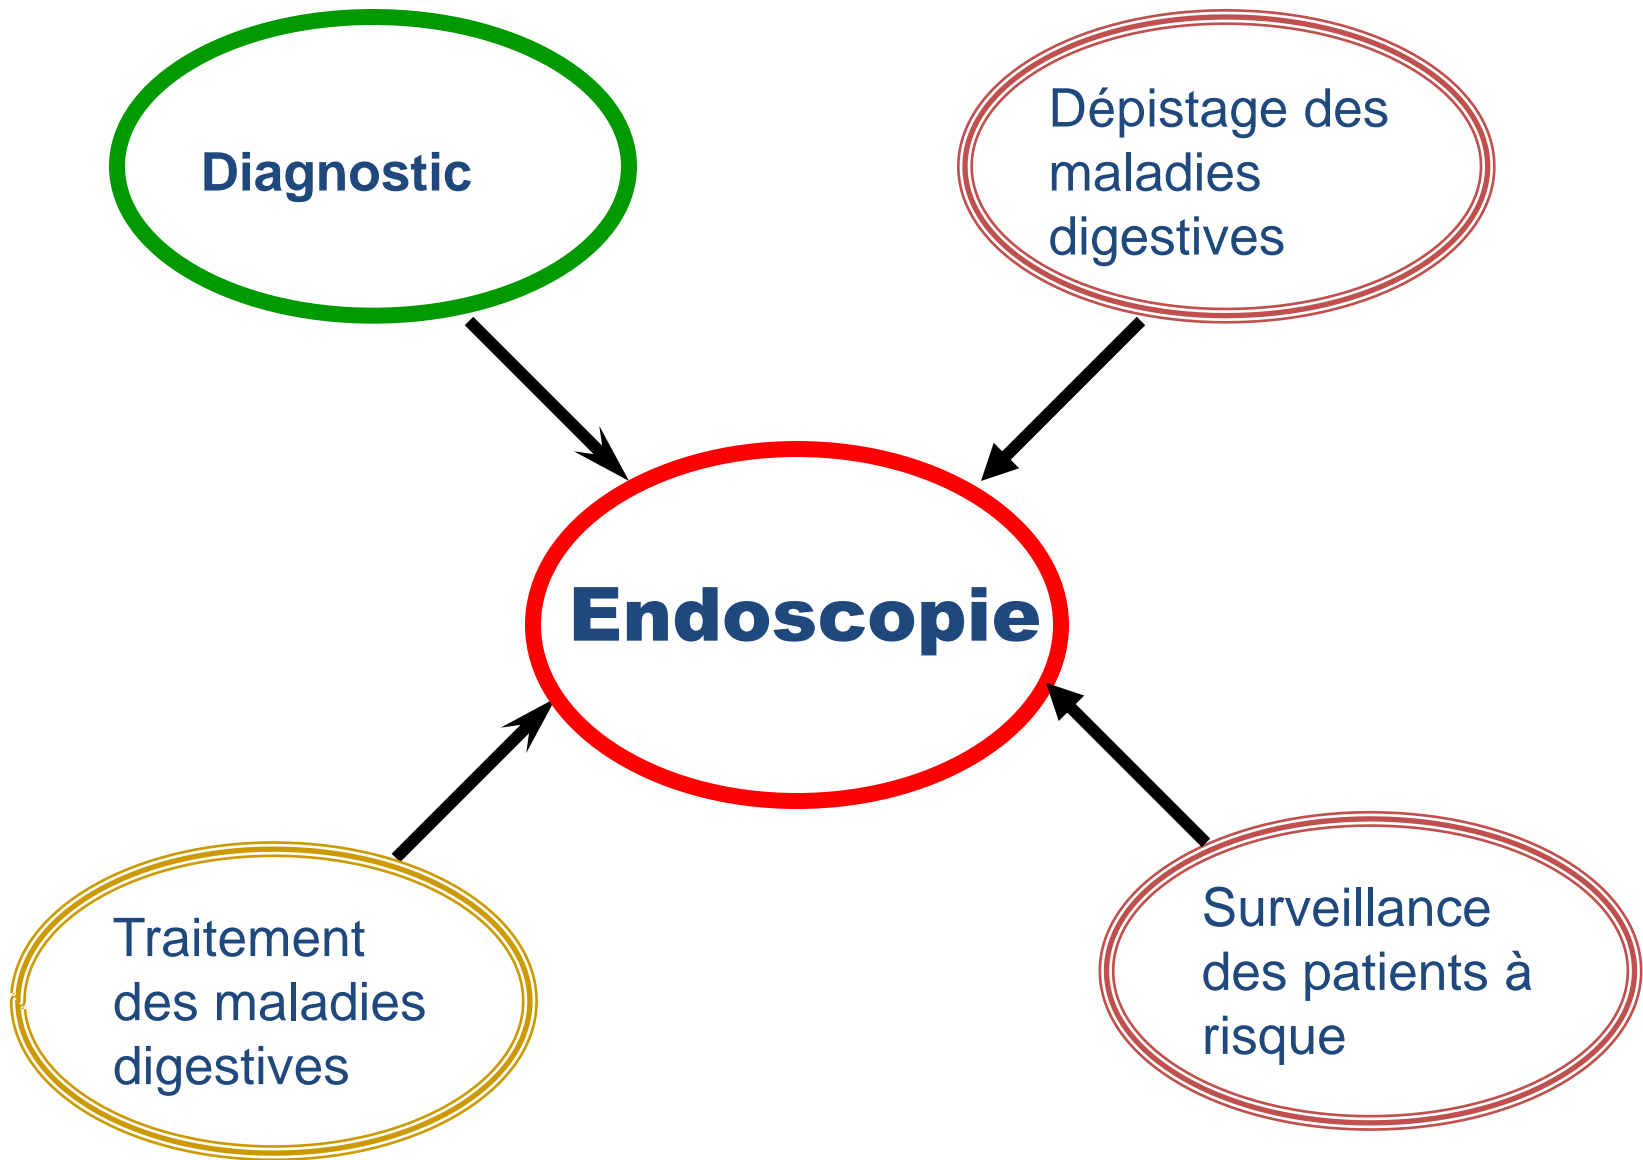 Diagnostic
Dépistage des
maladies
digestives
Endoscopie
Traitement
des maladies
digestives
Surveillance
des patients à
risque